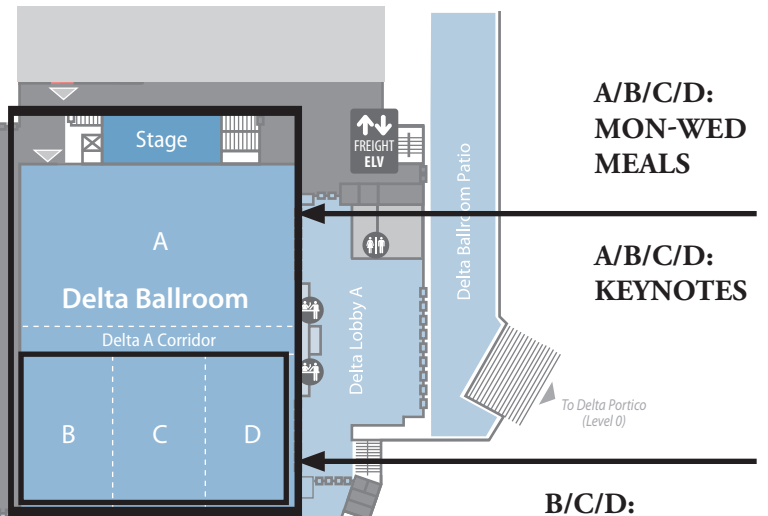 Stage
FREIGHT
ELV
A/B/C/D:
MON-WED
MEALS
A
Delta Ballroom
Delta A Corridor
B
C
D
Delta Lobby A
Delta Ballroom Patio
A/B/C/D:
KEYNOTES
To Delta Portico
(Level 0)
B/C/D: